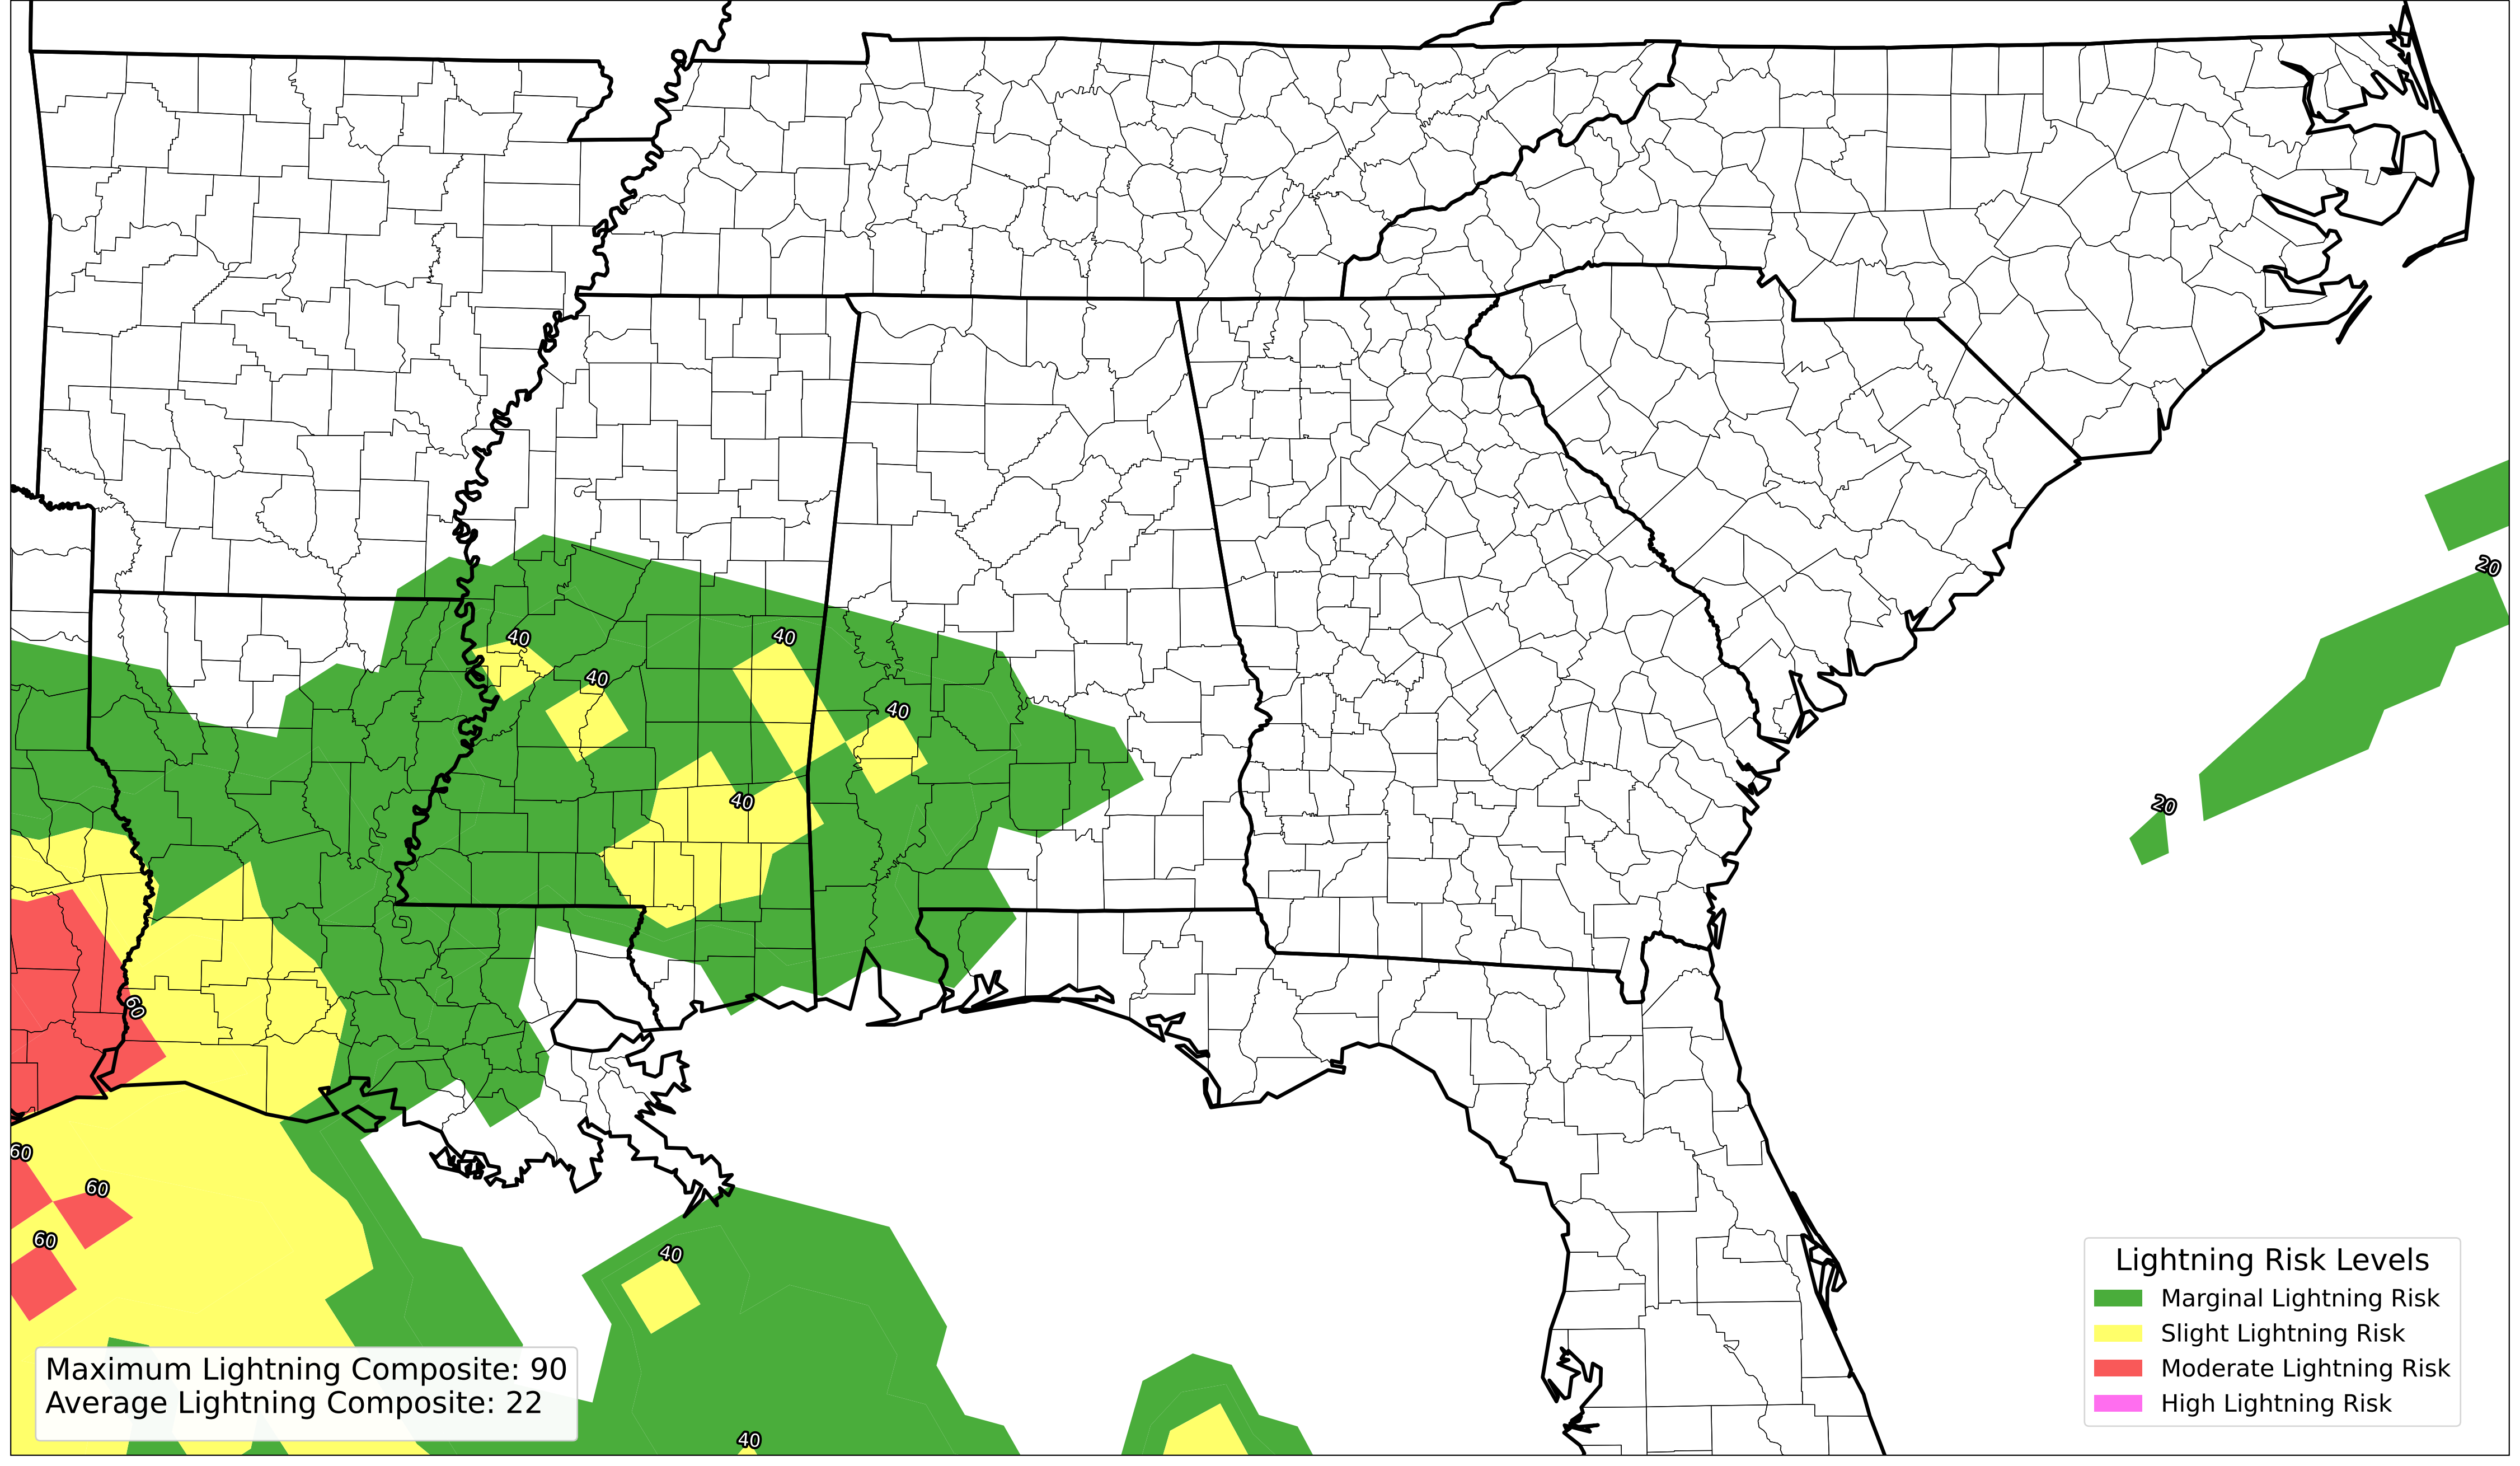 20
40
40
40
40
20
40
60
60
60
60
40
40
Lightning Risk Levels
Marginal Lightning Risk
Slight Lightning Risk
Moderate Lightning Risk
High Lightning Risk
Maximum Lightning Composite: 90
Average Lightning Composite: 22